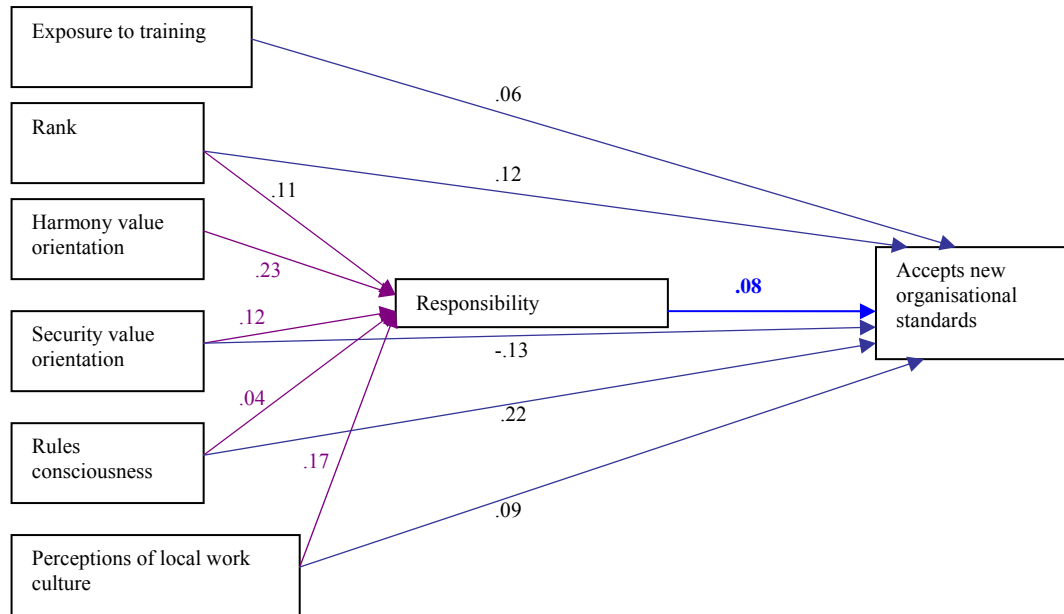 Exposure to training
.06
Rank
.12
.11
Harmony value
orientation
.23
Accepts new
organisational
standards
.08
Responsibility
Security value
orientation
.12
-.13
.04
.22
Rules
consciousness
.17
.09
Perceptions of local work
culture